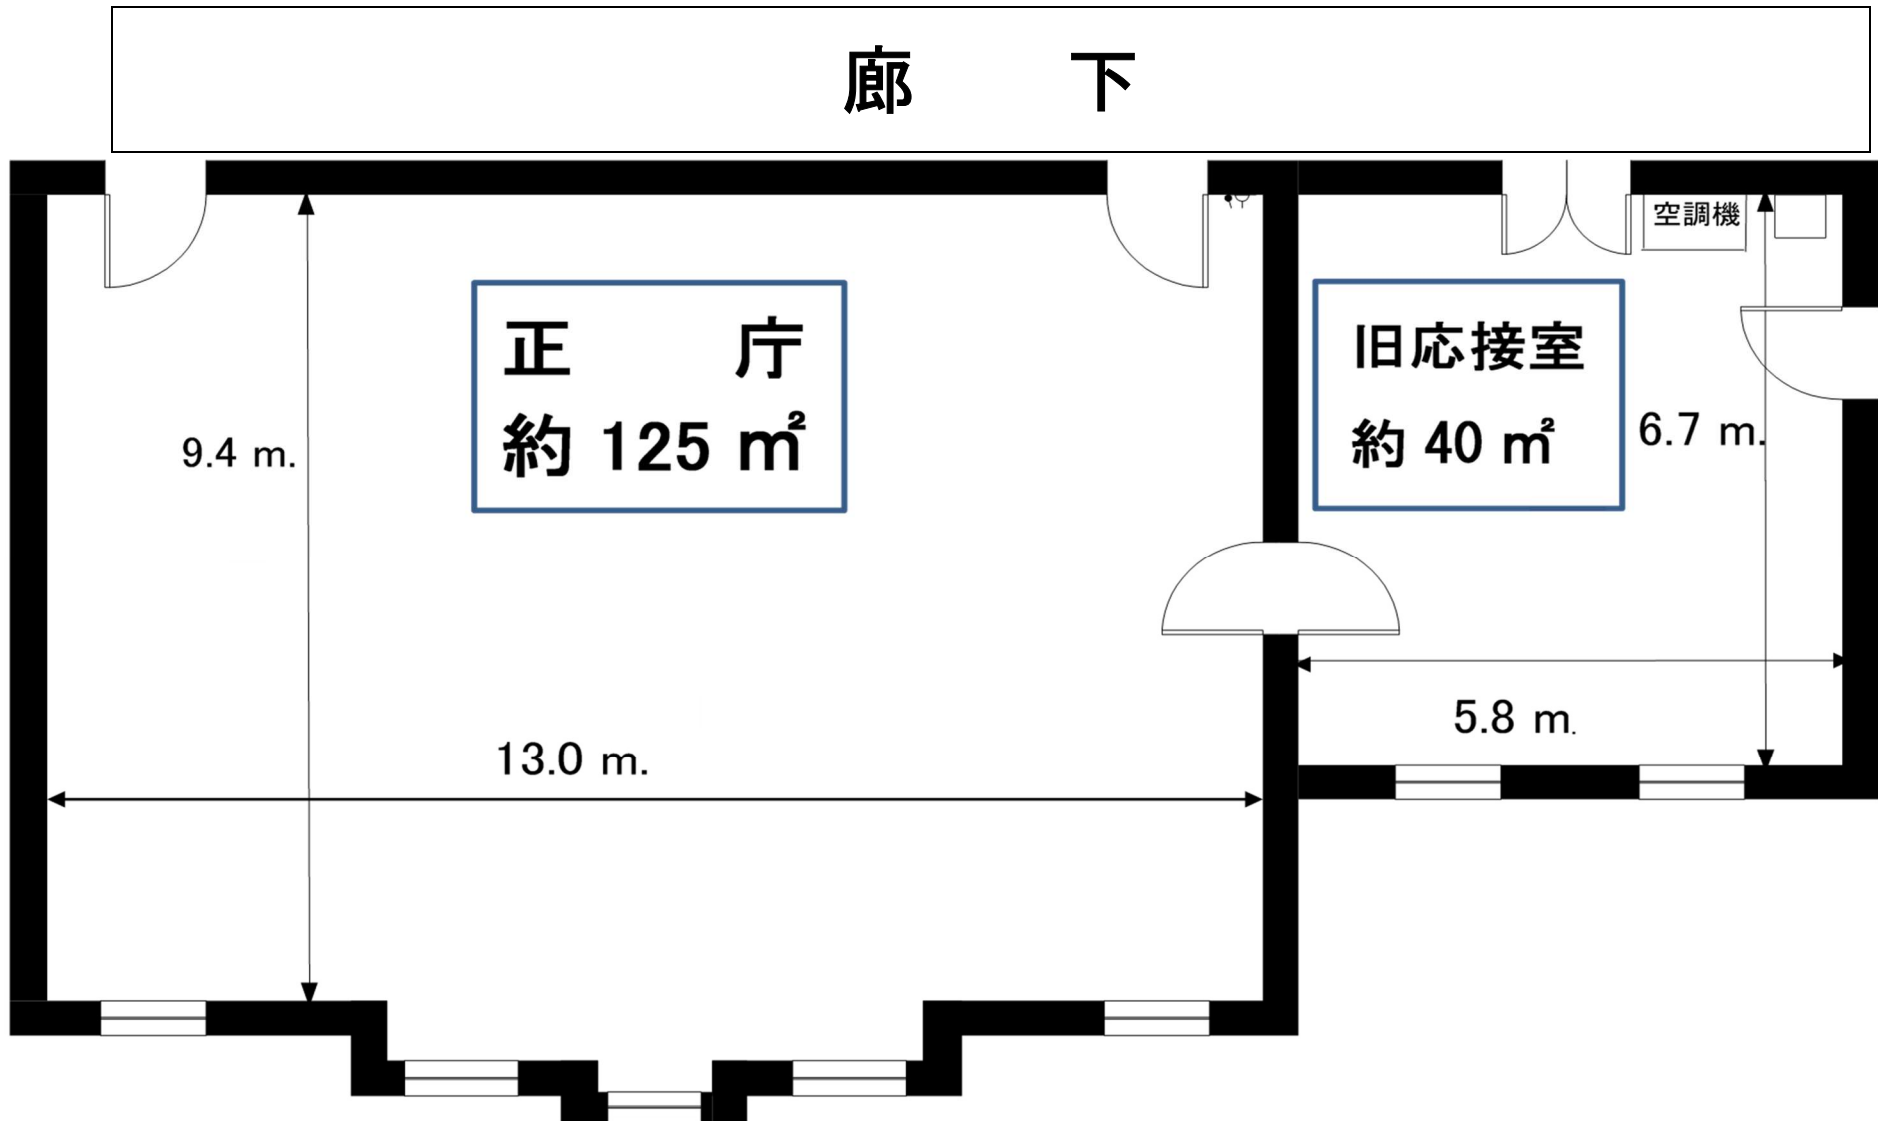 廊　下
空調機
正　庁
約 125 ㎡
旧応接室
約 40 ㎡
9.4 m.
6.7 m.
5.8 m.
13.0 m.